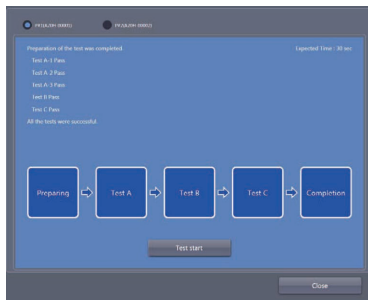 Preparation of the test was completed.
Expected Time : 30 sec
Test A-1 Pass
Test A-2 Pass
Test A-3 Pass
Test B Pass
Test C Pass
All the tests were successful.
Preparing
Test A
Test B
Test C
Completion
Test start
Close